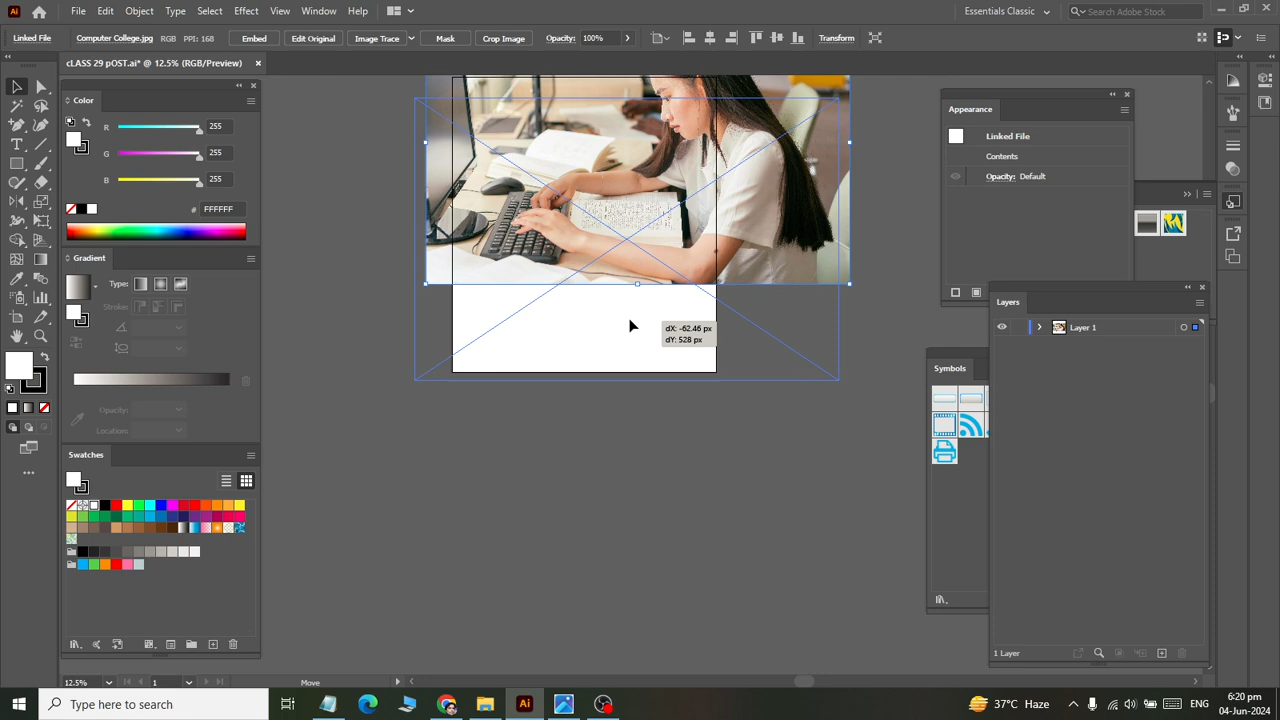 Ai File Edit Object Type Select Effect View Window Help Essentials Classic Search Adobe Stock
Linked File Computer College.jpg RGB PPI: 168 Embed Edit Original Image Trace Mask Crop Image Opacity: 100% Transform
cLASS 29 pOST.ai* @ 12.5% (RGB/Preview)
Color
R 255
G 255
B 255
# FFFFFF
Gradient
Type:
Stroke:
Opacity:
Locations:
Swatches
Appearance
Linked File
Contents
Opacity: Default
Layers
Layer 1
dX: -62.46 px
dY: 528 px
Symbols
1 Layer
12.5% 1 Move
Type here to search
Ai
37°C Haze
ENG
6:20 pm
04-Jun-2024